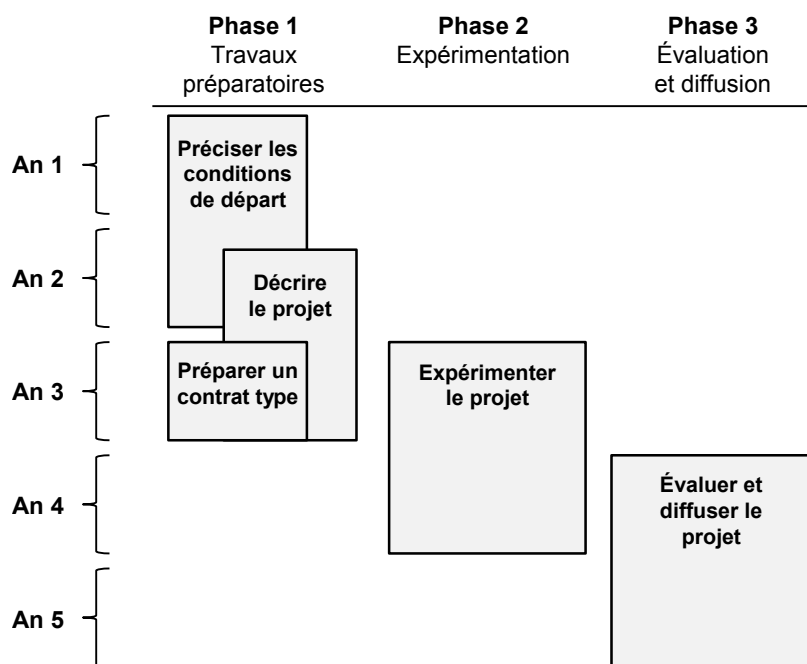 Phase 1
Travaux
préparatoires
Phase 2
Expérimentation
Phase 3
Évaluation
et diffusion
An 1
Préciser les
conditions
de départ
An 2
Décrire
le projet
An 3
Préparer un
contrat type
Expérimenter
le projet
An 4
Évaluer et
diffuser le
projet
An 5